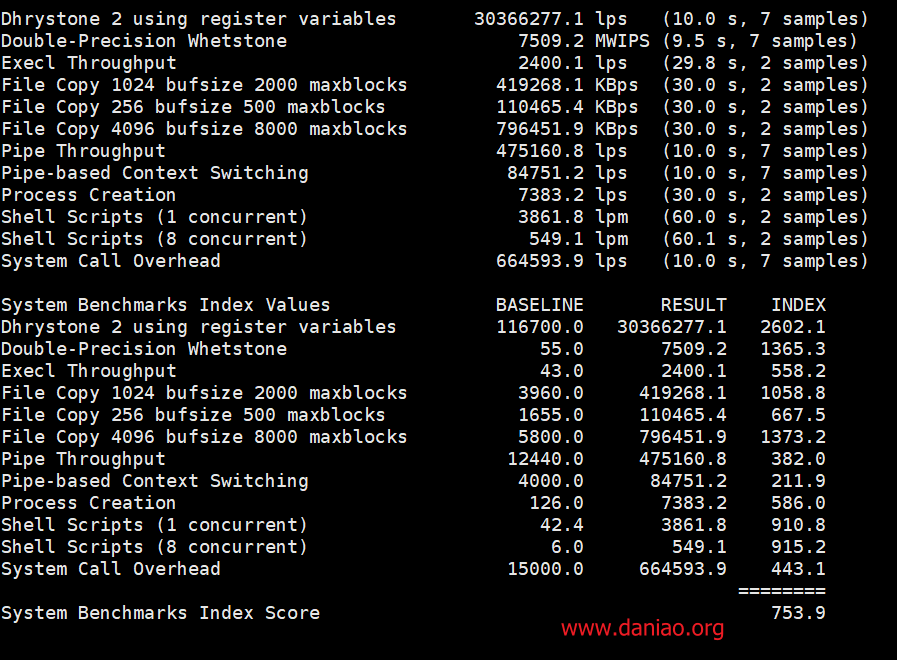 Dhrystone 2 using register variables 30366277.1 lps (10.0 s, 7 samples)
Double-Precision Whetstone 7509.2 MWIPS (9.5 s, 7 samples)
Execl Throughput 2400.1 lps (29.8 s, 2 samples)
File Copy 1024 bufsize 2000 maxblocks 419268.1 KBps (30.0 s, 2 samples)
File Copy 256 bufsize 500 maxblocks 110465.4 KBps (30.0 s, 2 samples)
File Copy 4096 bufsize 8000 maxblocks 796451.9 KBps (30.0 s, 2 samples)
Pipe Throughput 475160.8 lps (10.0 s, 7 samples)
Pipe-based Context Switching 84751.2 lps (10.0 s, 7 samples)
Process Creation 7383.2 lps (30.0 s, 2 samples)
Shell Scripts (1 concurrent) 3861.8 lpm (60.0 s, 2 samples)
Shell Scripts (8 concurrent) 549.1 lpm (60.1 s, 2 samples)
System Call Overhead 664593.9 lps (10.0 s, 7 samples)
System Benchmarks Index Values BASELINE RESULT INDEX
Dhrystone 2 using register variables 116700.0 30366277.1 2602.1
Double-Precision Whetstone 55.0 7509.2 1365.3
Execl Throughput 43.0 2400.1 558.2
File Copy 1024 bufsize 2000 maxblocks 3960.0 419268.1 1058.8
File Copy 256 bufsize 500 maxblocks 1655.0 110465.4 667.5
File Copy 4096 bufsize 8000 maxblocks 5800.0 796451.9 1373.2
Pipe Throughput 12440.0 475160.8 382.0
Pipe-based Context Switching 4000.0 84751.2 211.9
Process Creation 126.0 7383.2 586.0
Shell Scripts (1 concurrent) 42.4 3861.8 910.8
Shell Scripts (8 concurrent) 6.0 549.1 915.2
System Call Overhead 15000.0 664593.9 443.1
========
System Benchmarks Index Score 753.9
www.daniao.org